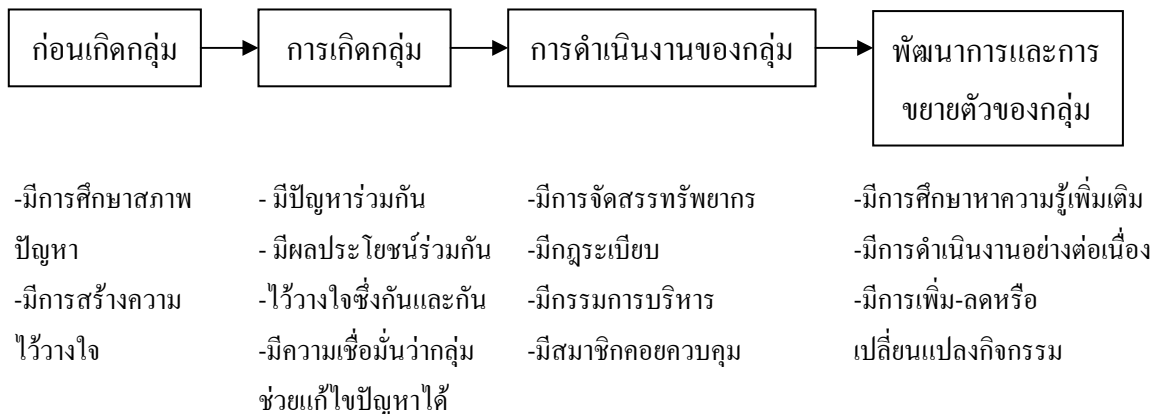 ก่อนเกิดกลุ่ม
การเกิดกลุ่ม
การดำเนินงานของกลุ่ม
พัฒนาการและการ
ขยายตัวของกลุ่ม
-มีการศึกษาสภาพ
ปัญหา
-มีการสร้างความ
ไว้วางใจ
- มีปัญหาร่วมกัน
- มีผลประโยชน์ร่วมกัน
-ไว้วางใจซึ่งกันและกัน
-มีความเชื่อมั่นว่ากลุ่ม
ช่วยแก้ไขปัญหาได้
-มีการจัดสรรทรัพยากร
-มีกฎระเบียบ
-มีกรรมการบริหาร
-มีสมาชิกคอยควบคุม
-มีการศึกษาหาความรู้เพิ่มเติม
-มีการดำเนินงานอย่างต่อเนื่อง
-มีการเพิ่ม-ลดหรือ
เปลี่ยนแปลงกิจกรรม